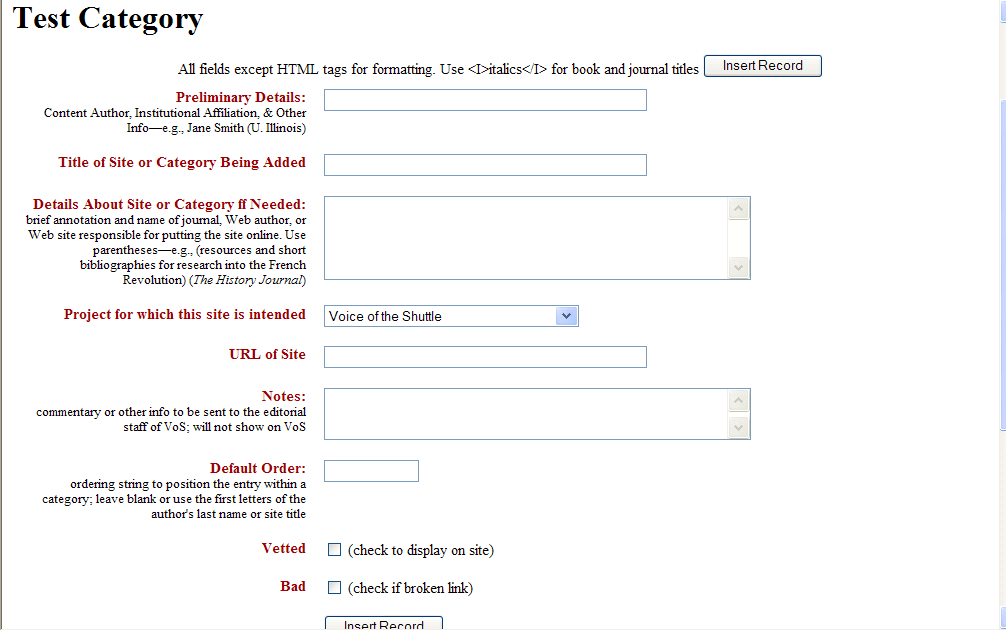 Test Category
All fields except HTML tags for formatting. Use <I>italics</I> for book and journal titles Insert Record
Preliminary Details:
Content Author, Institutional Affiliation, & Other
Info—e.g., Jane Smith (U. Illinois)
Title of Site or Category Being Added
Details About Site or Category ff Needed:
brief annotation and name of journal, Web author, or
Web site responsible for putting the site online. Use
parentheses—e.g., (resources and short
bibliographies for research into the French
Revolution) (The History Journal)
Project for which this site is intended Voice of the Shuttle
URL of Site
Notes:
commentary or other info to be sent to the editorial
staff of VoS; will not show on VoS
Default Order:
ordering string to position the entry within a
category; leave blank or use the first letters of the
author's last name or site title
Vetted (check to display on site)
Bad (check if broken link)
Insert Record